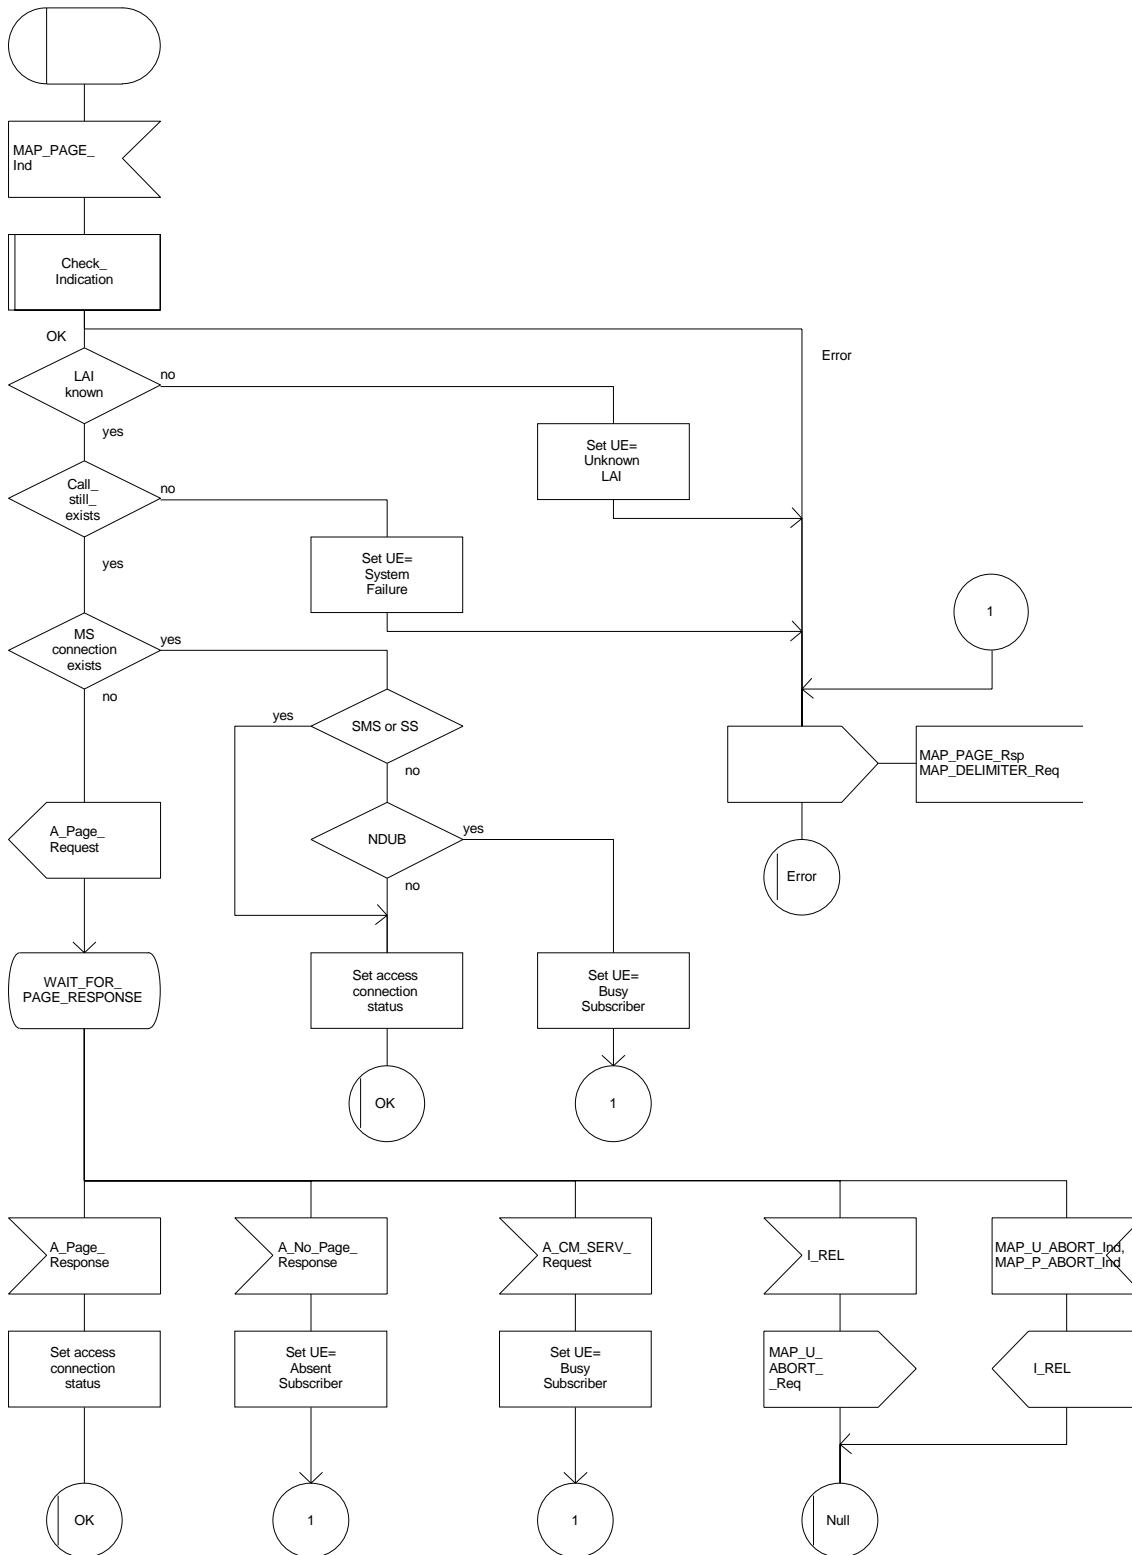 MAP_PAGE_
Ind
Check_
Indication
OK
Error
LAI
known
no
yes
Set UE=
Unknown
LAI
Call_
still_
exists
no
yes
Set UE=
System
Failure
1
MS
connection
exists
yes
no
yes
SMS or SS
no
MAP_PAGE_Rsp
MAP_DELIMITER_Req
A_Page_
Request
NDUB
yes
no
Error
WAIT_FOR_
PAGE_RESPONSE
Set access
connection
status
Set UE=
Busy
Subscriber
OK
1
A_Page_
Response
A_No_Page_
Response
A_CM_SERV_
Request
I_REL
MAP_U_ABORT_Ind,
MAP_P_ABORT_Ind
Set access
connection
status
Set UE=
Absent
Subscriber
Set UE=
Busy
Subscriber
MAP_U_
ABORT_
_Req
I_REL
OK
1
1
Null